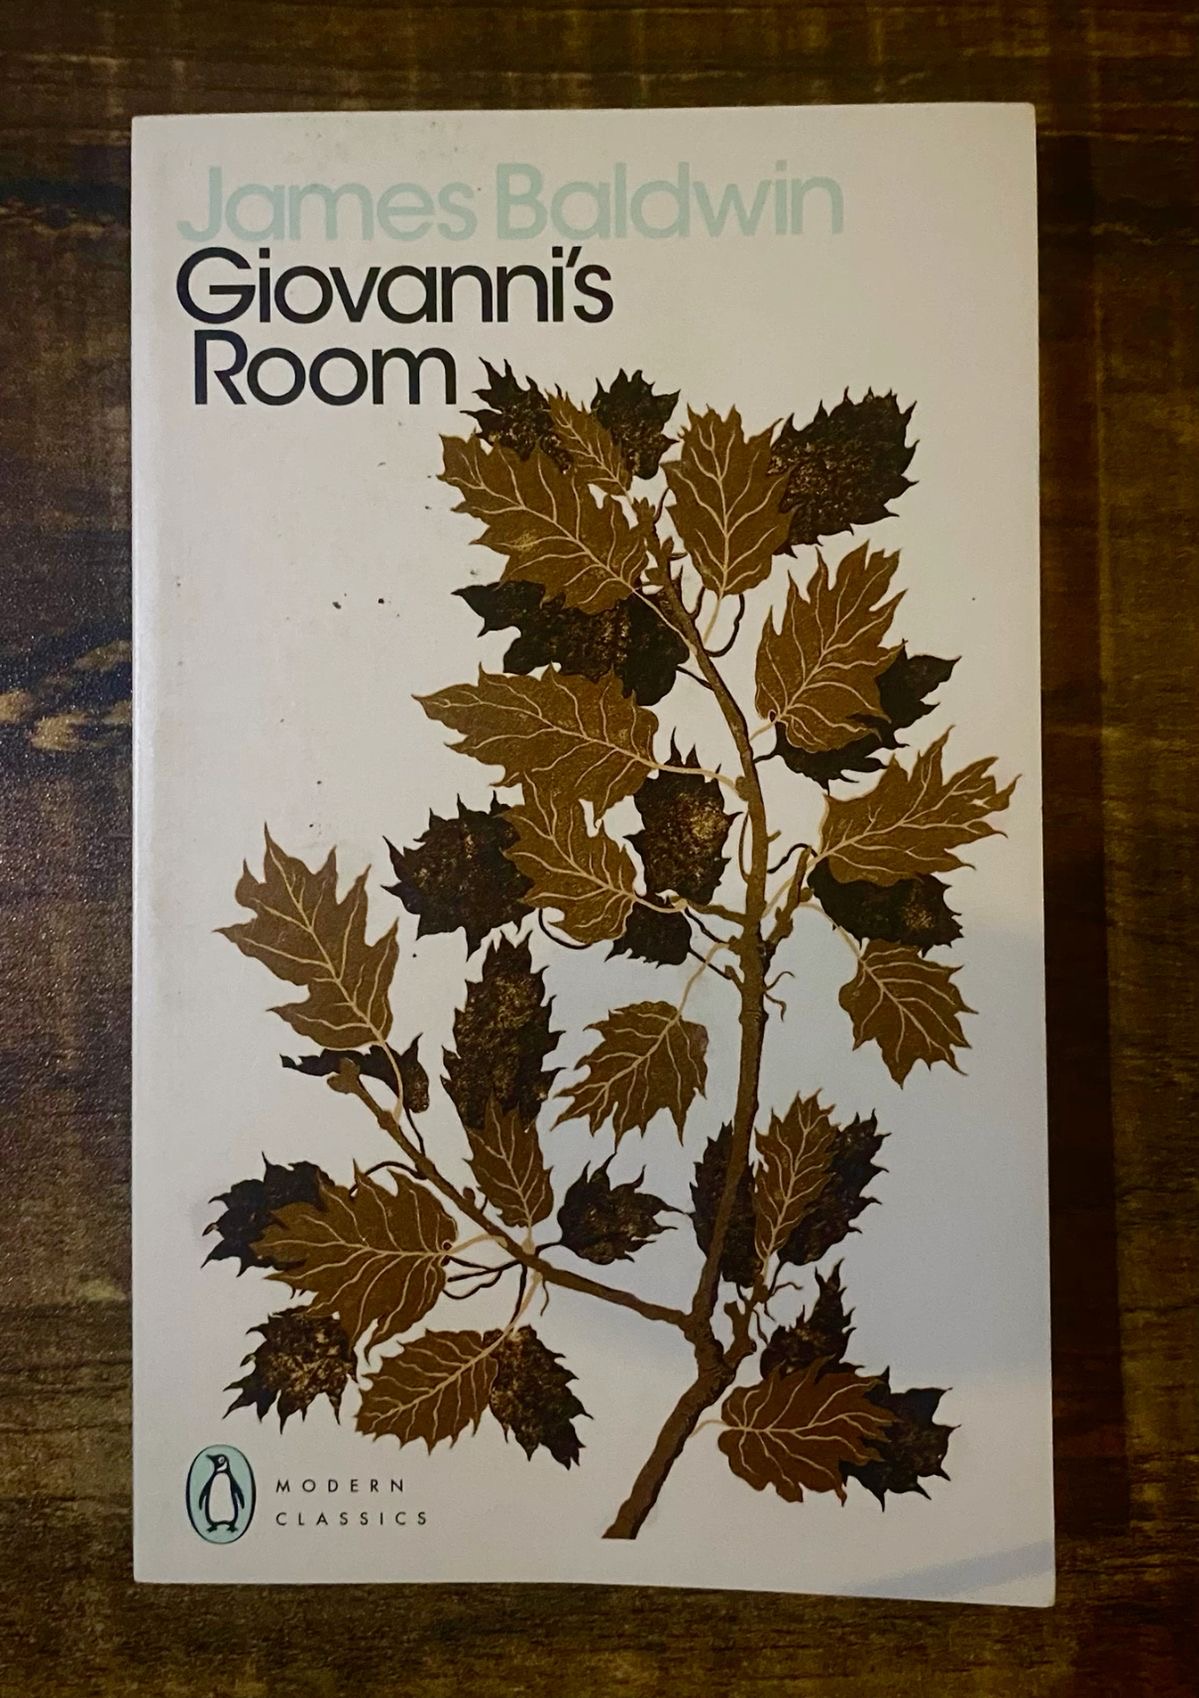 James Baldwin
Giovanni's
Room
MODERN
CLASSICS